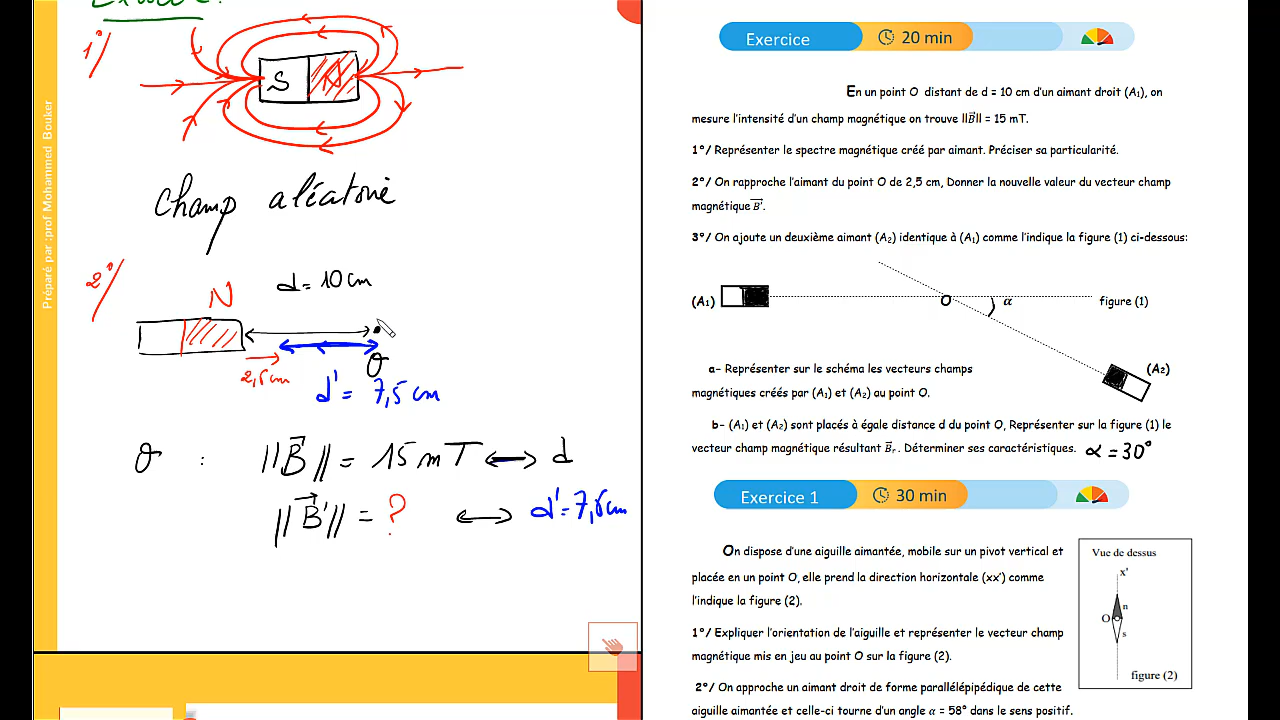 1°/
S N
champ aléatoire
2°/
N
d = 10 cm
2,5 cm
O
d' = 7,5 cm
O : ||B|| = 15 mT ⟷ d
||B'|| = ? ⟷ d' = 7,5 cm
Préparé par :prof Mohammed Bouker
Exercice 20 min
En un point O distant de d = 10 cm d'un aimant droit (A₁), on
mesure l'intensité d'un champ magnétique on trouve ||B|| = 15 mT.
1°/ Représenter le spectre magnétique créé par aimant. Préciser sa particularité.
2°/ On rapproche l'aimant du point O de 2,5 cm, Donner la nouvelle valeur du vecteur champ
magnétique B'.
3°/ On ajoute un deuxième aimant (A₂) identique à (A₁) comme l'indique la figure (1) ci-dessous:
(A₁) O α figure (1)
(A₂)
a- Représenter sur le schéma les vecteurs champs
magnétiques créés par (A₁) et (A₂) au point O.
b- (A₁) et (A₂) sont placés à égale distance d du point O, Représenter sur la figure (1) le
vecteur champ magnétique résultant Bᵣ. Déterminer ses caractéristiques. α = 30°
Exercice 1 30 min
On dispose d'une aiguille aimantée, mobile sur un pivot vertical et
placée en un point O, elle prend la direction horizontale (xx') comme
l'indique la figure (2).
1°/ Expliquer l'orientation de l'aiguille et représenter le vecteur champ
magnétique mis en jeu au point O sur la figure (2).
2°/ On approche un aimant droit de forme parallélépipédique de cette
aiguille aimantée et celle-ci tourne d'un angle α = 58° dans le sens positif.
Vue de dessus
x'
n
O
s
figure (2)